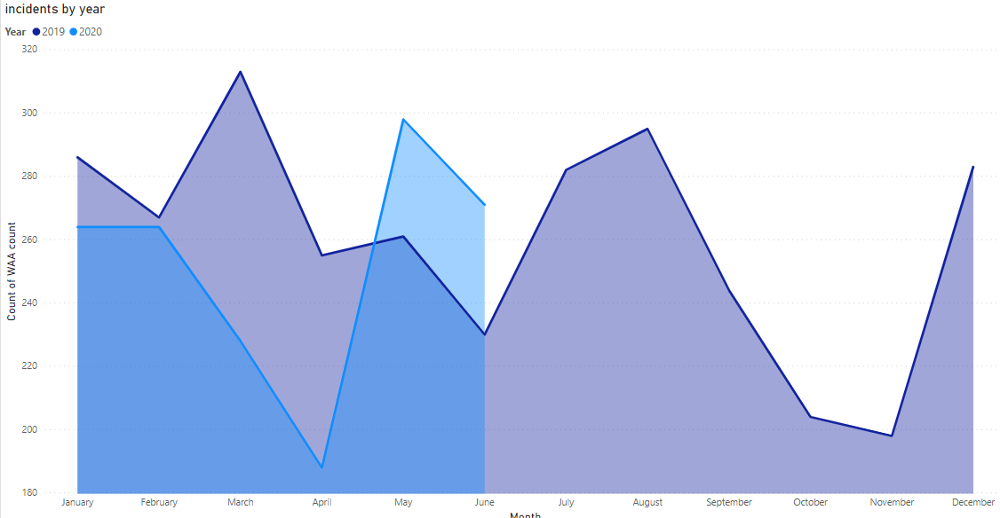 incidents by year
Year 2019 2020
320
300
280
260
240
220
200
180
Count of WAA count
January February March April May June July August September October November December
Month